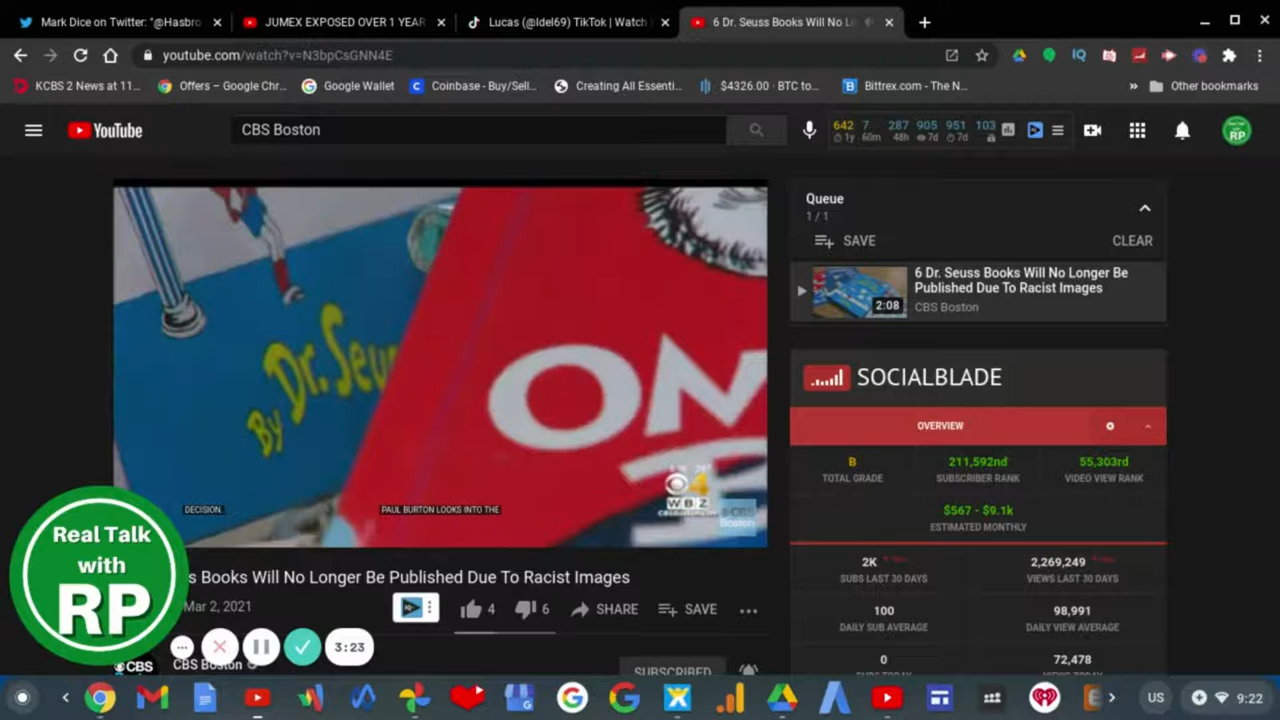 Mark Dice on Twitter: "@Hasbro
JUMEX EXPOSED OVER 1 YEAR
Lucas (@ldel69) TikTok | Watch
6 Dr. Seuss Books Will No L
youtube.com/watch?v=N3bpCsGNN4E
KCBS 2 News at 11...
Offers – Google Chr...
Google Wallet
Coinbase - Buy/Sell...
Creating All Essenti...
$4326.00 · BTC to...
Bittrex.com - The N...
»
Other bookmarks
YouTube
CBS Boston
642 7 287 905 951 103
1y 60m 48h 7d 7d
RP
By Dr. Seu
ON
4
WBZ
CBS Boston
DECISION.
PAUL BURTON LOOKS INTO THE
Queue
1 / 1
SAVE
CLEAR
6 Dr. Seuss Books Will No Longer Be
Published Due To Racist Images
CBS Boston
2:08
SOCIALBLADE
OVERVIEW
B
211,592nd
55,303rd
TOTAL GRADE
SUBSCRIBER RANK
VIDEO VIEW RANK
$567 - $9.1k
ESTIMATED MONTHLY
2K
2,269,249
SUBS LAST 30 DAYS
VIEWS LAST 30 DAYS
100
98,991
DAILY SUB AVERAGE
DAILY VIEW AVERAGE
0
72,478
Real Talk
with
RP
s Books Will No Longer Be Published Due To Racist Images
Mar 2, 2021
4
6
SHARE
SAVE
3:23
CBS
CBS Boston
SUBSCRIBED
US
9:22